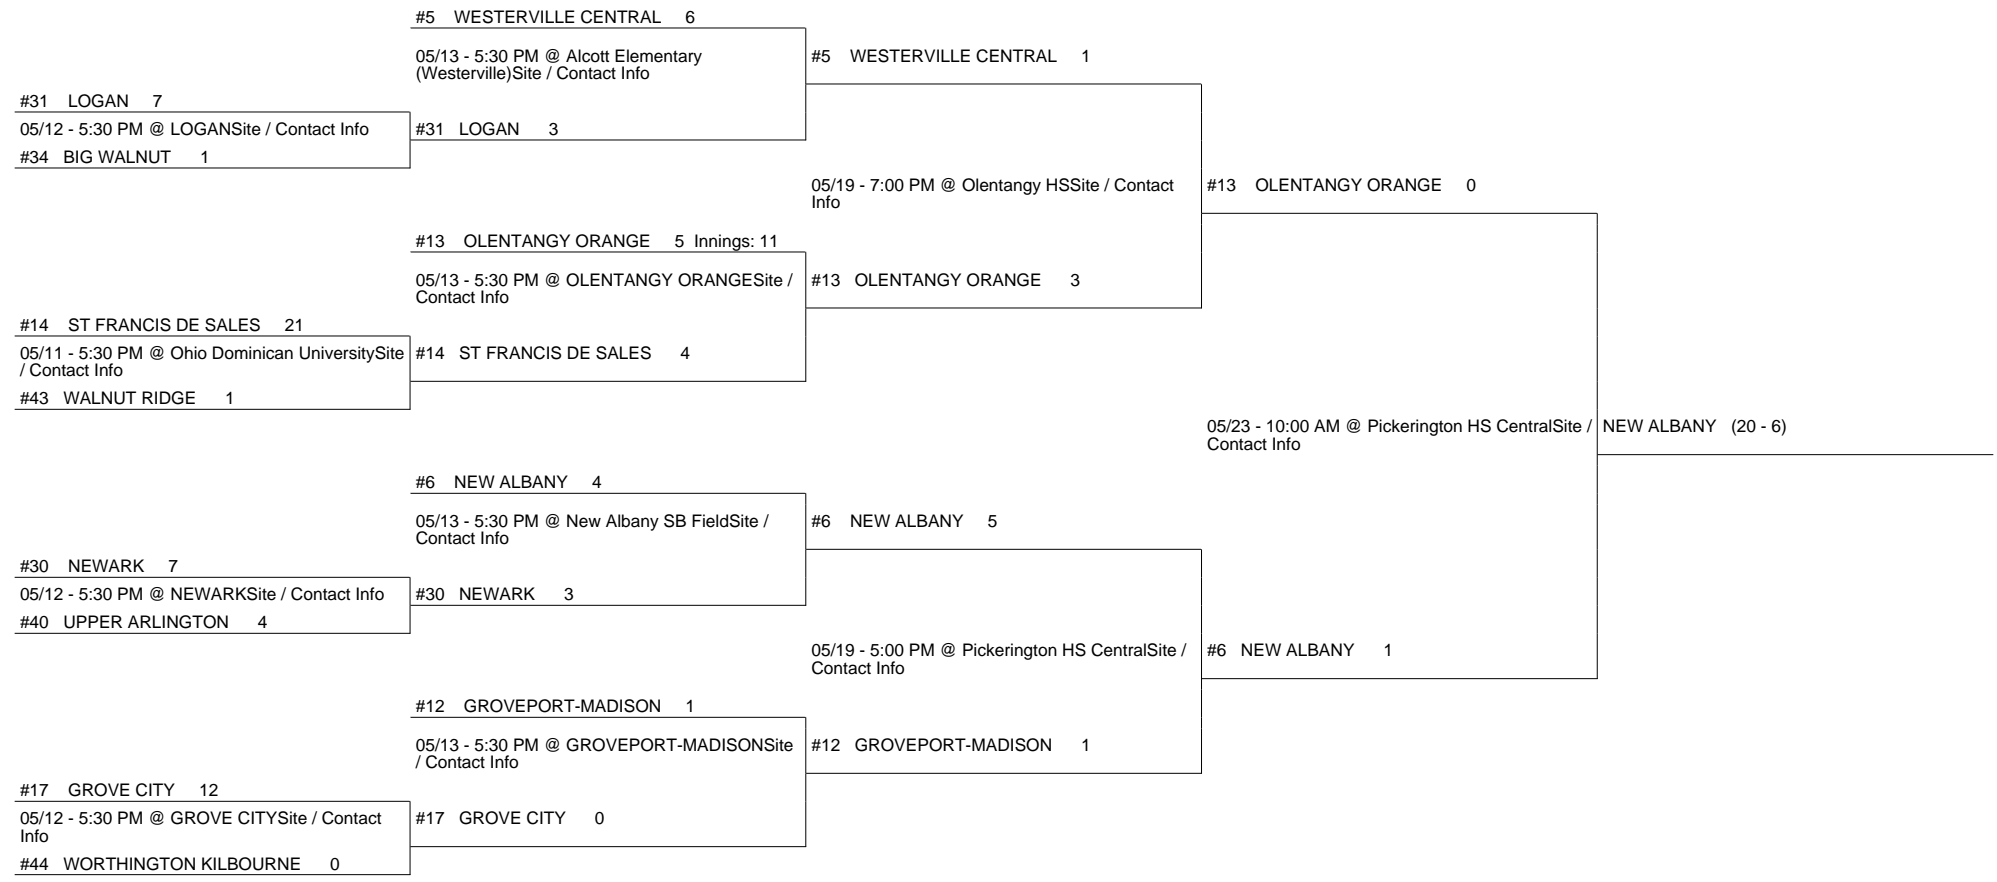 #5 WESTERVILLE CENTRAL 6
05/13 - 5:30 PM @ Alcott Elementary
(Westerville)Site / Contact Info
#5 WESTERVILLE CENTRAL 1
#31 LOGAN 7
05/12 - 5:30 PM @ LOGANSite / Contact Info
#31 LOGAN 3
#34 BIG WALNUT 1
05/19 - 7:00 PM @ Olentangy HSSite / Contact
Info
#13 OLENTANGY ORANGE 0
#13 OLENTANGY ORANGE 5 Innings: 11
05/13 - 5:30 PM @ OLENTANGY ORANGESite /
Contact Info
#13 OLENTANGY ORANGE 3
#14 ST FRANCIS DE SALES 21
05/11 - 5:30 PM @ Ohio Dominican UniversitySite
/ Contact Info
#14 ST FRANCIS DE SALES 4
#43 WALNUT RIDGE 1
05/23 - 10:00 AM @ Pickerington HS CentralSite /
Contact Info
NEW ALBANY (20 - 6)
#6 NEW ALBANY 4
05/13 - 5:30 PM @ New Albany SB FieldSite /
Contact Info
#6 NEW ALBANY 5
#30 NEWARK 7
05/12 - 5:30 PM @ NEWARKSite / Contact Info
#30 NEWARK 3
#40 UPPER ARLINGTON 4
05/19 - 5:00 PM @ Pickerington HS CentralSite /
Contact Info
#6 NEW ALBANY 1
#12 GROVEPORT-MADISON 1
05/13 - 5:30 PM @ GROVEPORT-MADISONSite
/ Contact Info
#12 GROVEPORT-MADISON 1
#17 GROVE CITY 12
05/12 - 5:30 PM @ GROVE CITYSite / Contact
Info
#17 GROVE CITY 0
#44 WORTHINGTON KILBOURNE 0